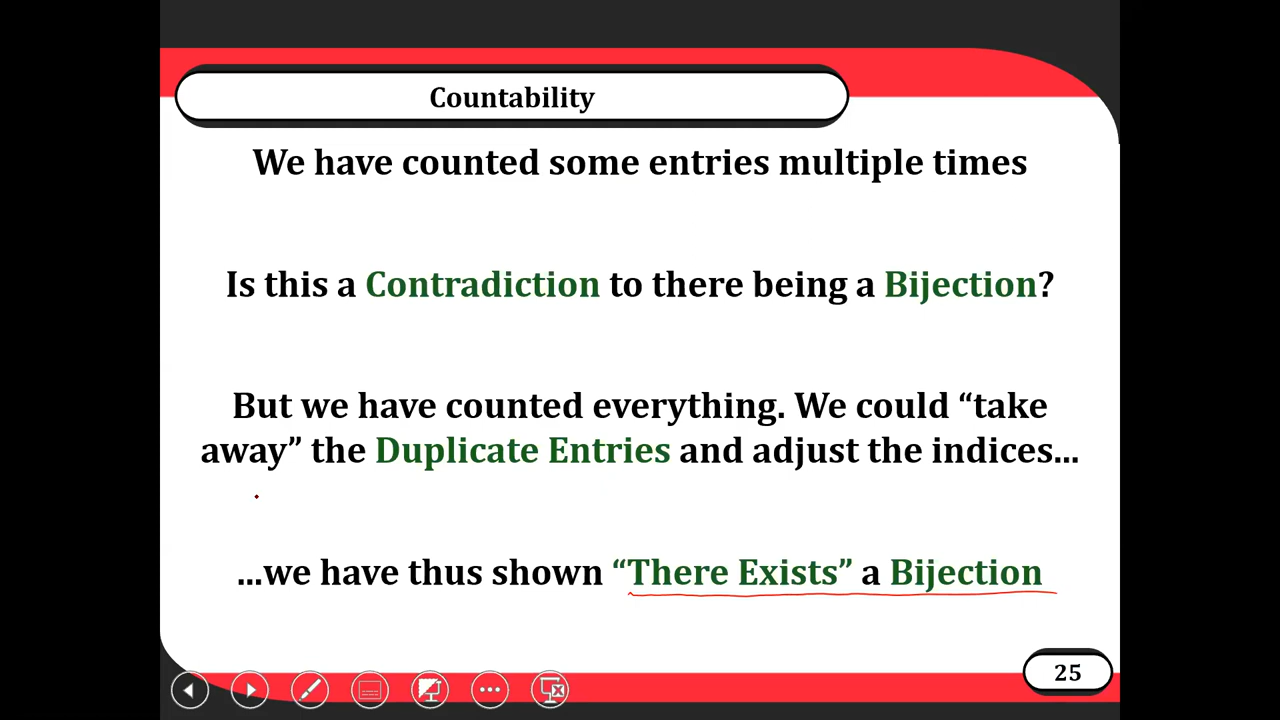 Countability
We have counted some entries multiple times
Is this a Contradiction to there being a Bijection?
But we have counted everything. We could “take
away” the Duplicate Entries and adjust the indices...
...we have thus shown “There Exists” a Bijection
25